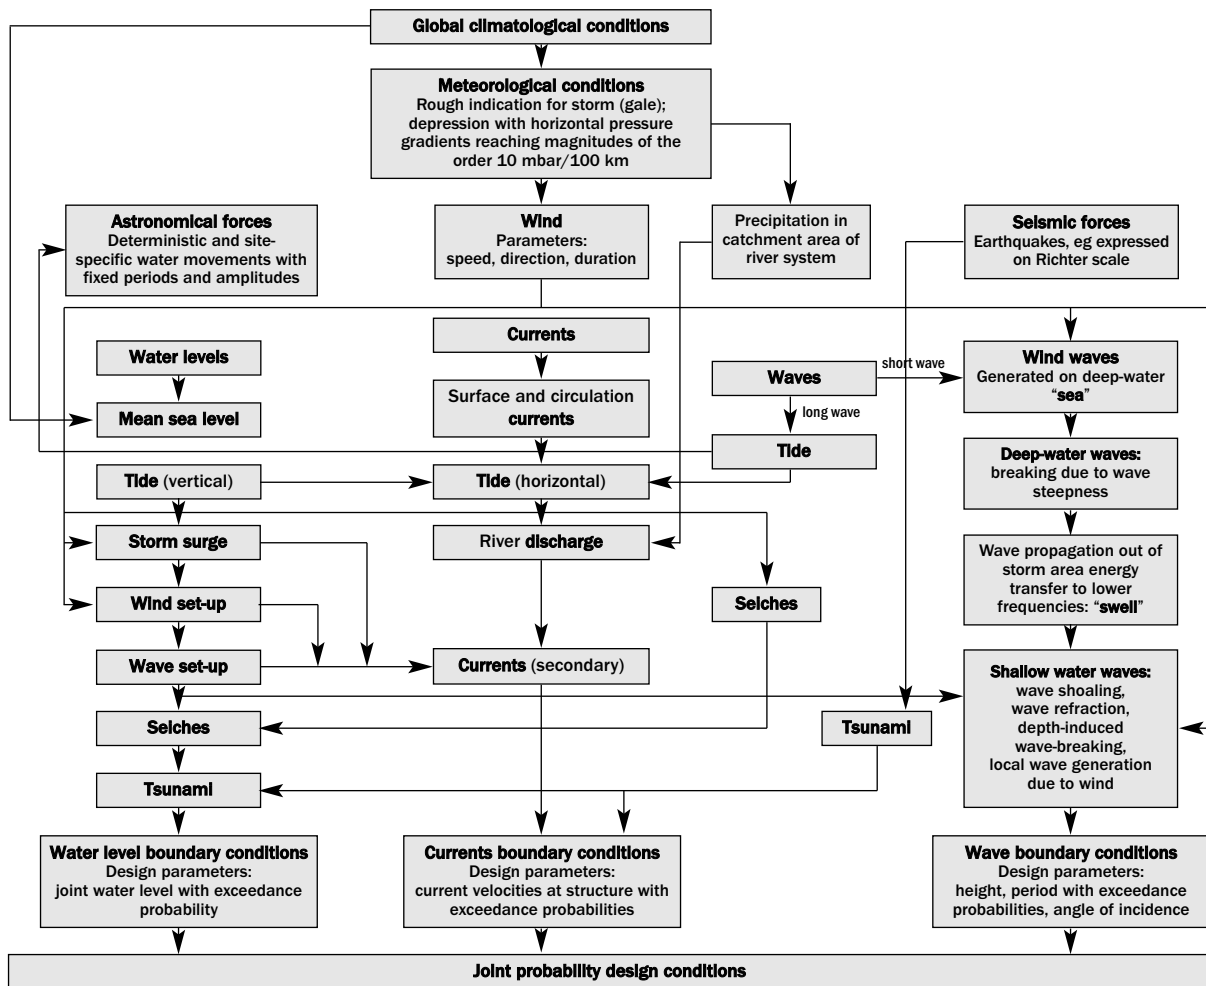 Global climatological conditions
Meteorological conditions
Rough indication for storm (gale);
depression with horizontal pressure
gradients reaching magnitudes of the
order 10 mbar/100 km
Astronomical forces
Deterministic and site-
specific water movements with
fixed periods and amplitudes
Wind
Parameters:
speed, direction, duration
Precipitation in
catchment area of
river system
Seismic forces
Earthquakes, eg expressed
on Richter scale
Water levels
Mean sea level
Currents
Surface and circulation
currents
Waves
short wave
long wave
Tide
Wind waves
Generated on deep-water
“sea”
Deep-water waves:
breaking due to wave
steepness
Tide (vertical)
Tide (horizontal)
Storm surge
River discharge
Wave propagation out of
storm area energy
transfer to lower
frequencies: “swell”
Wind set-up
Seiches
Wave set-up
Currents (secondary)
Shallow water waves:
wave shoaling,
wave refraction,
depth-induced
wave-breaking,
local wave generation
due to wind
Seiches
Tsunami
Tsunami
Water level boundary conditions
Design parameters:
joint water level with exceedance
probability
Currents boundary conditions
Design parameters:
current velocities at structure with
exceedance probabilities
Wave boundary conditions
Design parameters:
height, period with exceedance
probabilities, angle of incidence
Joint probability design conditions